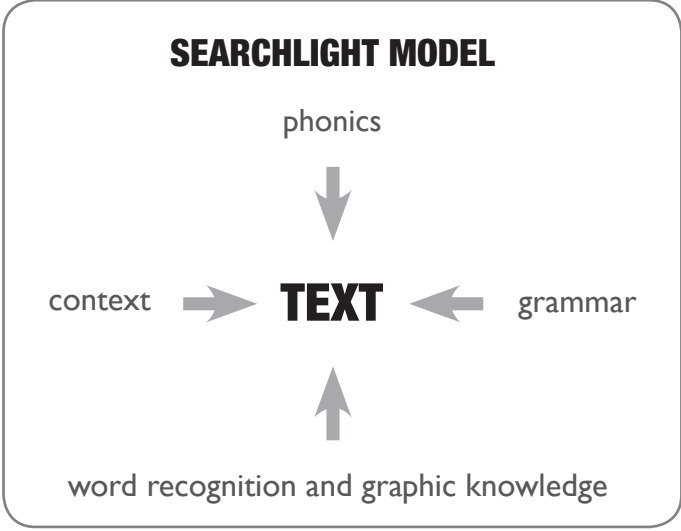 SEARCHLIGHT MODEL
phonics
context TEXT grammar
word recognition and graphic knowledge